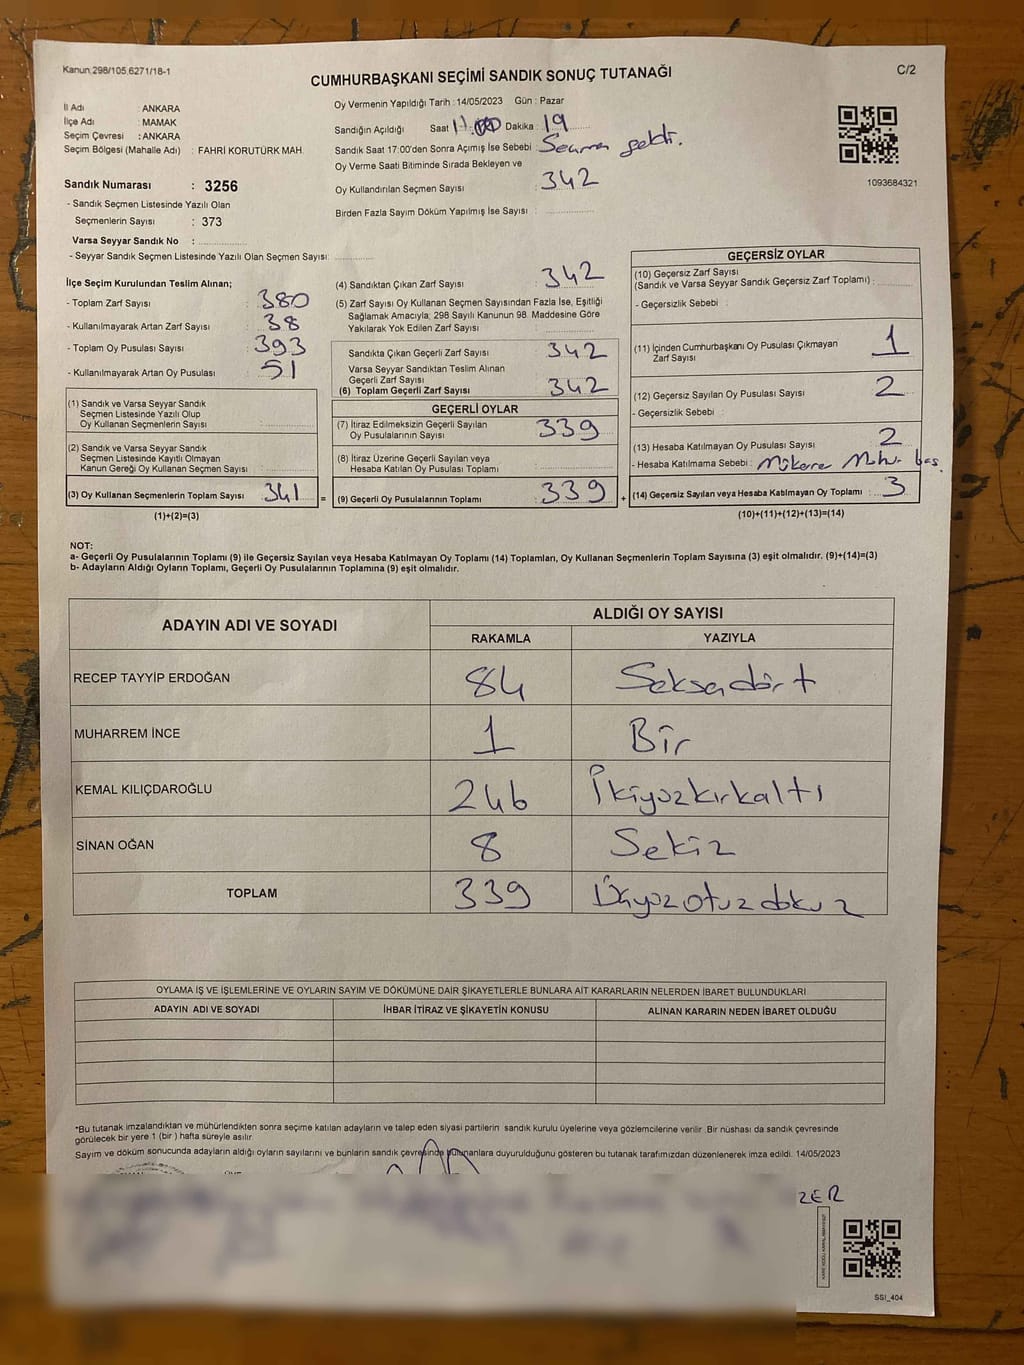 Kanun,298/105,6271/18-1
C/2
CUMHURBAŞKANI SEÇİMİ SANDIK SONUÇ TUTANAĞI
İl Adı : ANKARA
İlçe Adı : MAMAK
Seçim Çevresi : ANKARA
Seçim Bölgesi (Mahalle Adı) : FAHRİ KORUTÜRK MAH.
Oy Vermenin Yapıldığı Tarih : 14/05/2023 Gün : Pazar
Sandığın Açıldığı Saat Dakika : 19
Sandık Saat 17:00'den Sonra Açımış İse Sebebi :
Oy Verme Saati Bitiminde Sırada Bekleyen ve
Oy Kullandırılan Seçmen Sayısı : 342
Birden Fazla Sayım Döküm Yapılmış İse Sayısı :
1093684321
Sandık Numarası : 3256
- Sandık Seçmen Listesinde Yazılı Olan
Seçmenlerin Sayısı : 373
Varsa Seyyar Sandık No :
- Seyyar Sandık Seçmen Listesinde Yazılı Olan Seçmen Sayısı:
İlçe Seçim Kurulundan Teslim Alınan;
- Toplam Zarf Sayısı : 380
- Kullanılmayarak Artan Zarf Sayısı : 38
- Toplam Oy Pusulası Sayısı : 393
- Kullanılmayarak Artan Oy Pusulası : 51
(1) Sandık ve Varsa Seyyar Sandık
Seçmen Listesinde Yazılı Olup
Oy Kullanan Seçmenlerin Sayısı :
(2) Sandık ve Varsa Seyyar Sandık
Seçmen Listesinde Kayıtlı Olmayan
Kanun Gereği Oy Kullanan Seçmen Sayısı :
(3) Oy Kullanan Seçmenlerin Toplam Sayısı : 341 =
(1)+(2)=(3)
(4) Sandıktan Çıkan Zarf Sayısı : 342
(5) Zarf Sayısı Oy Kullanan Seçmen Sayısından Fazla İse, Eşitliği
Sağlamak Amacıyla; 298 Sayılı Kanunun 98. Maddesine Göre
Yakılarak Yok Edilen Zarf Sayısı :
Sandıkta Çıkan Geçerli Zarf Sayısı : 342
Varsa Seyyar Sandıktan Teslim Alınan
Geçerli Zarf Sayısı :
(6) Toplam Geçerli Zarf Sayısı : 342
GEÇERLİ OYLAR
(7) İtiraz Edilmeksizin Geçerli Sayılan
Oy Pusulalarının Sayısı : 339
(8) İtiraz Üzerine Geçerli Sayılan veya
Hesaba Katılan Oy Pusulası Toplamı :
(9) Geçerli Oy Pusulalarının Toplamı : 339 +
GEÇERSİZ OYLAR
(10) Geçersiz Zarf Sayısı
(Sandık ve Varsa Seyyar Sandık Geçersiz Zarf Toplamı) :
- Geçersizlik Sebebi :
(11) İçinden Cumhurbaşkanı Oy Pusulası Çıkmayan
Zarf Sayısı : 1
(12) Geçersiz Sayılan Oy Pusulası Sayısı : 2
- Geçersizlik Sebebi :
(13) Hesaba Katılmayan Oy Pusulası Sayısı : 2
- Hesaba Katılmama Sebebi :
(14) Geçersiz Sayılan veya Hesaba Katılmayan Oy Toplamı : 3
(10)+(11)+(12)+(13)=(14)
NOT:
a- Geçerli Oy Pusulalarının Toplamı (9) ile Geçersiz Sayılan veya Hesaba Katılmayan Oy Toplamı (14) Toplamları, Oy Kullanan Seçmenlerin Toplam Sayısına (3) eşit olmalıdır. (9)+(14)=(3)
b- Adayların Aldığı Oyların Toplamı, Geçerli Oy Pusulalarının Toplamına (9) eşit olmalıdır.
ADAYIN ADI VE SOYADI ALDIĞI OY SAYISI
RAKAMLA YAZIYLA
RECEP TAYYİP ERDOĞAN 84 Seksendört
MUHARREM İNCE 1 Bir
KEMAL KILIÇDAROĞLU 246 İkiyüzkırkaltı
SİNAN OĞAN 8 Sekiz
TOPLAM 339 Üçyüzotuzdokuz
OYLAMA İŞ VE İŞLEMLERİNE VE OYLARIN SAYIM VE DÖKÜMÜNE DAİR ŞİKAYETLERLE BUNLARA AİT KARARLARIN NELERDEN İBARET BULUNDUKLARI
ADAYIN ADI VE SOYADI İHBAR İTİRAZ VE ŞİKAYETİN KONUSU ALINAN KARARIN NEDEN İBARET OLDUĞU
*Bu tutanak imzalandıktan ve mühürlendikten sonra seçime katılan adayların ve talep eden siyasi partilerin sandık kurulu üyelerine veya gözlemcilerine verilir .Bir nüshası da sandık çevresinde
görülecek bir yere 1 (bir ) hafta süreyle asılır.
Sayım ve döküm sonucunda adayların aldığı oyların sayılarını ve bunların sandık çevresinde bulunanlara duyurulduğunu gösteren bu tutanak tarafımızdan düzenlenerek imza edildi. 14/05/2023
ZER
SSI_404